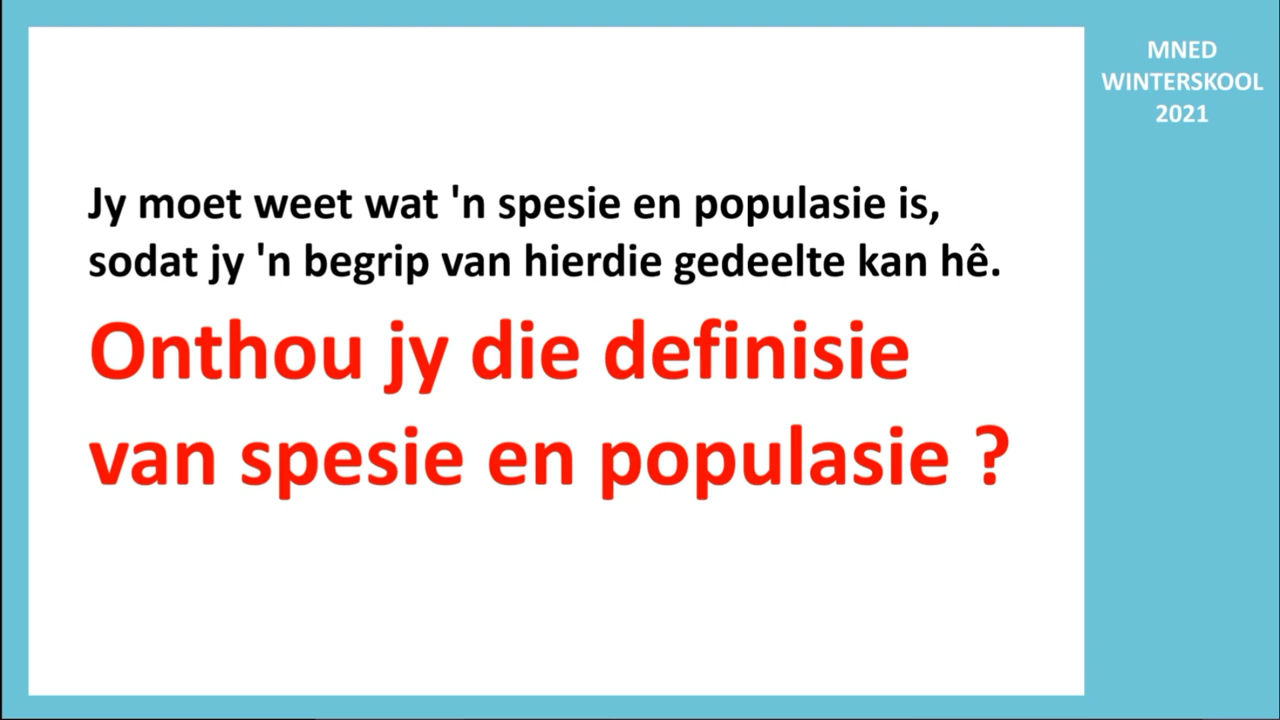 MNED
WINTERSKOOL
2021
Jy moet weet wat 'n spesie en populasie is,
sodat jy 'n begrip van hierdie gedeelte kan hê.
Onthou jy die definisie
van spesie en populasie ?